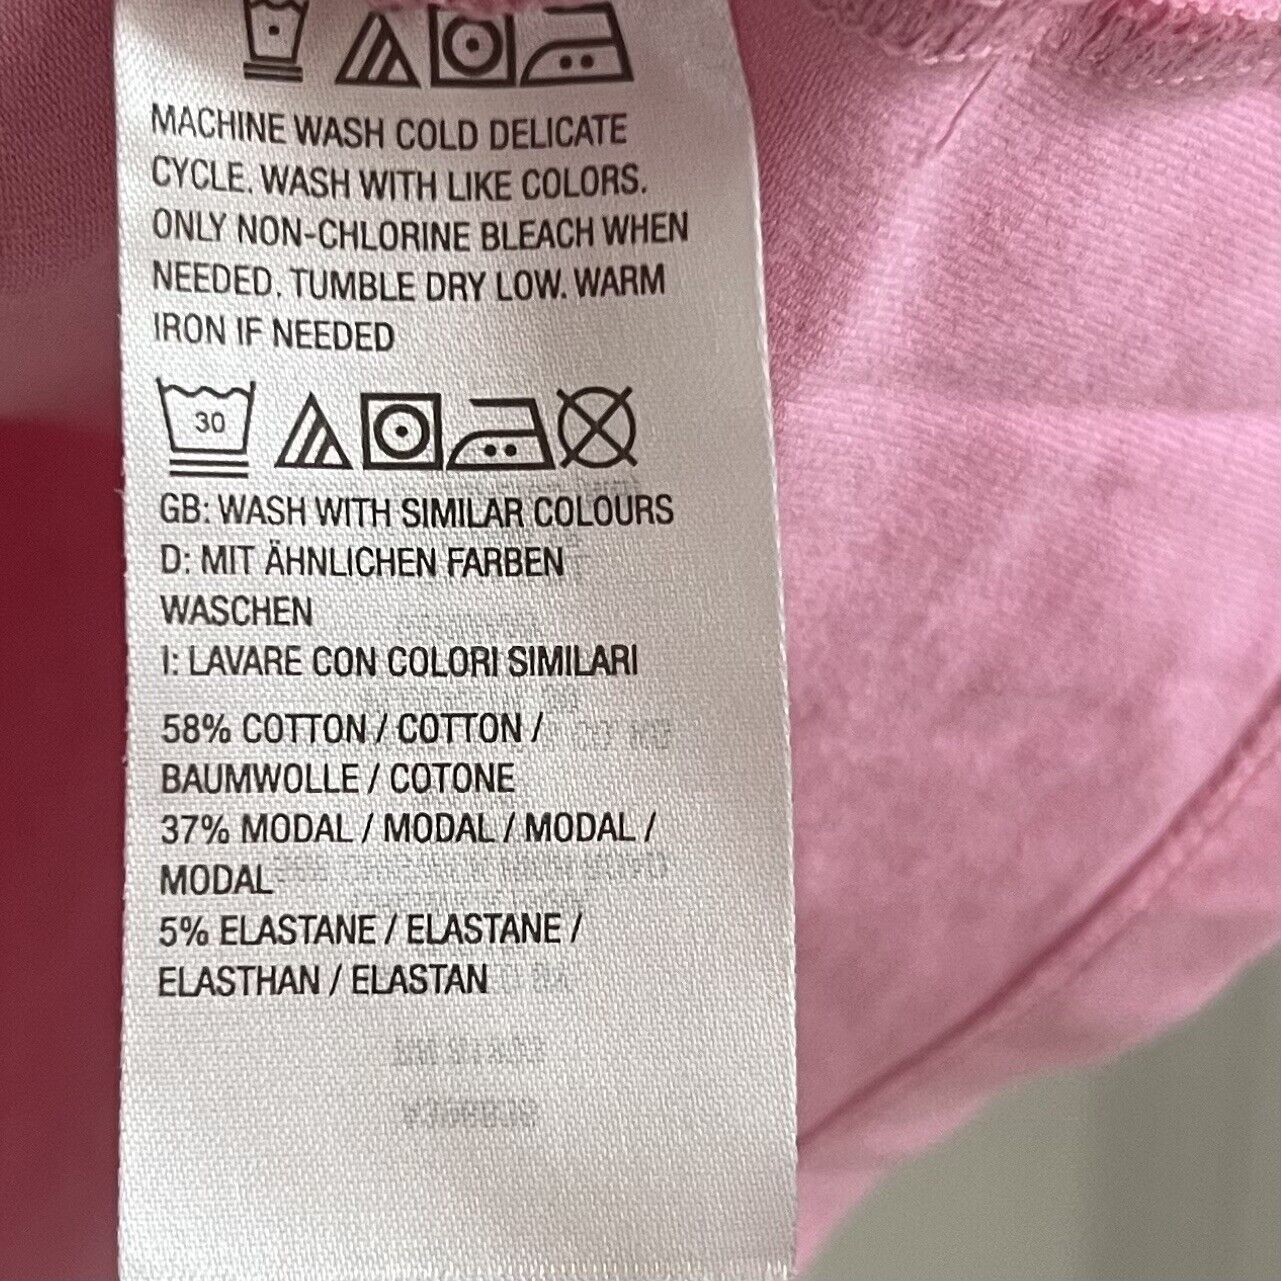 MACHINE WASH COLD DELICATE
CYCLE. WASH WITH LIKE COLORS.
ONLY NON-CHLORINE BLEACH WHEN
NEEDED. TUMBLE DRY LOW. WARM
IRON IF NEEDED
30
GB: WASH WITH SIMILAR COLOURS
D: MIT ÄHNLICHEN FARBEN
WASCHEN
I: LAVARE CON COLORI SIMILARI
58% COTTON / COTTON /
BAUMWOLLE / COTONE
37% MODAL / MODAL / MODAL /
MODAL
5% ELASTANE / ELASTANE /
ELASTHAN / ELASTAN